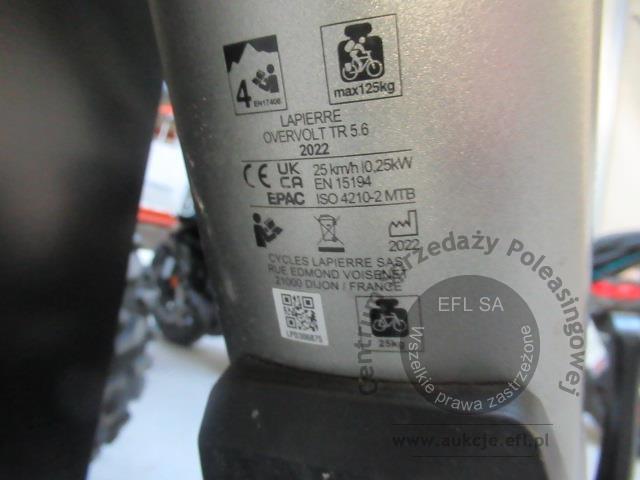 4
EN17406
max125kg
LAPIERRE
OVERVOLT TR 5.6
2022
CE UK CA 25 km/h I0,25kW
EN 15194
EPAC ISO 4210-2 MTB
2022
CYCLES LAPIERRE SAS
RUE EDMOND VOISENET
21000 DIJON / FRANCE
25kg
Centrum Sprzedaży Poleasingowej
EFL SA
Wszelkie prawa zastrzeżone
www.aukcje.efl.pl